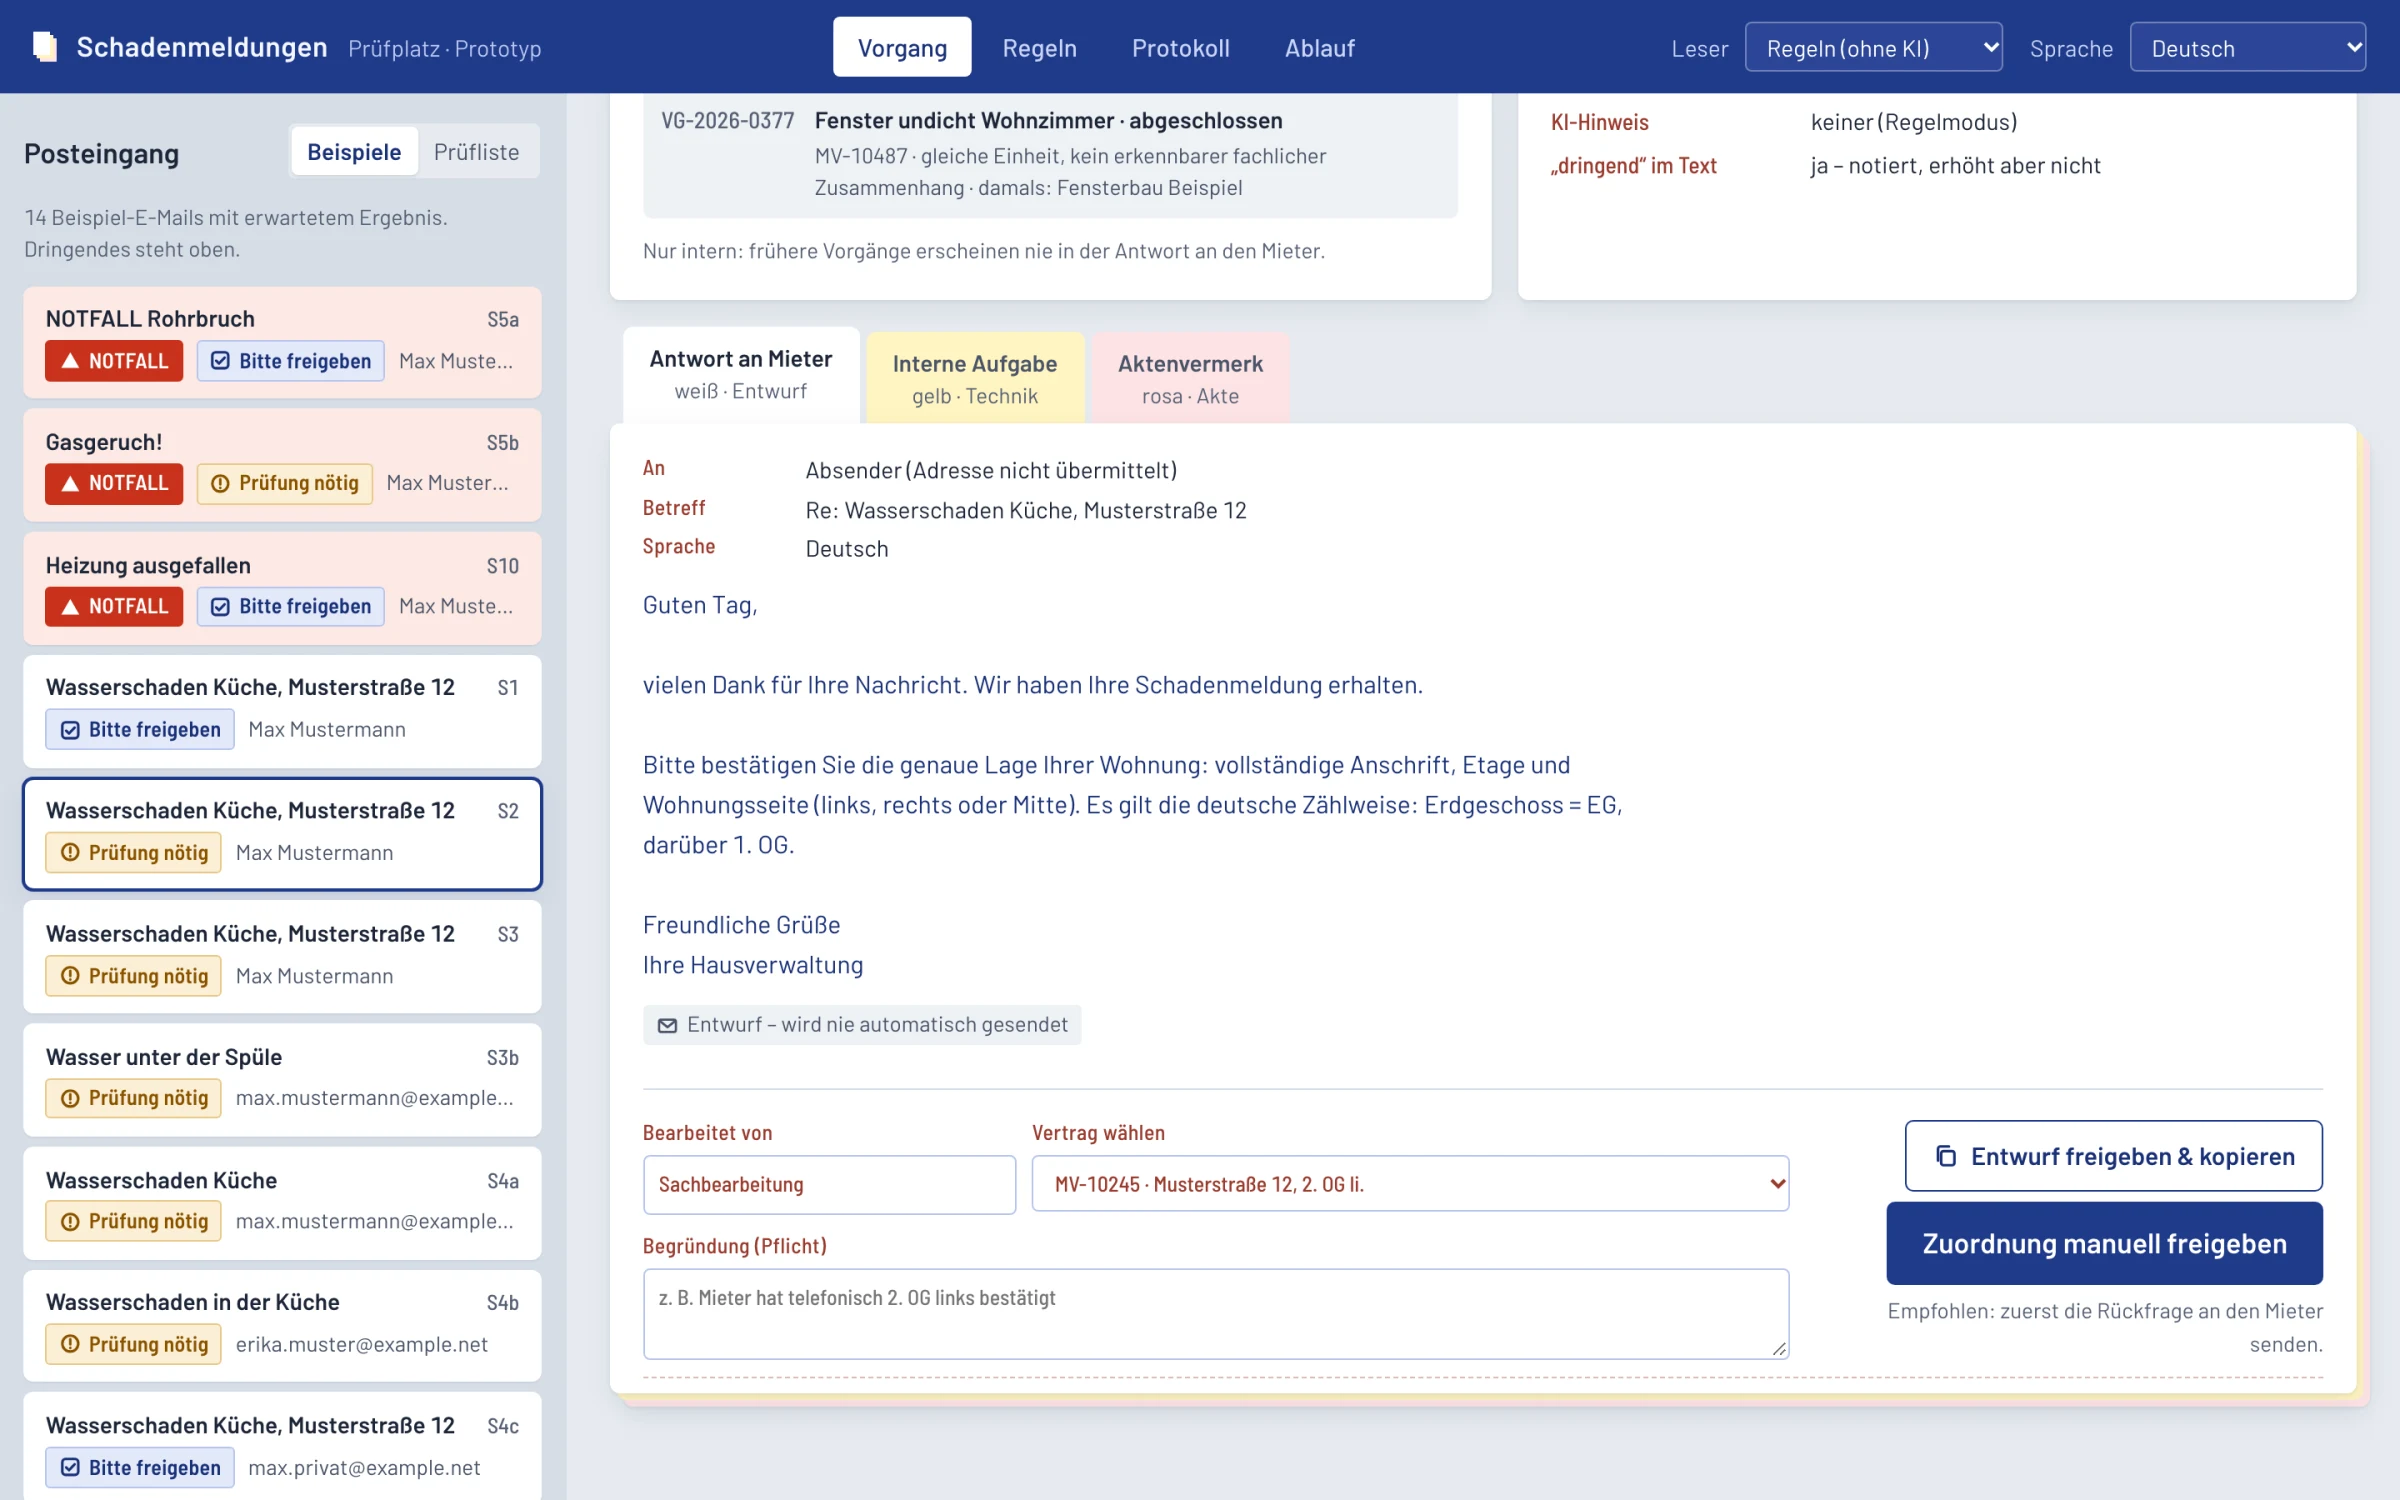 Schadenmeldungen Prüfplatz · Prototyp
Vorgang Regeln Protokoll Ablauf
Leser Regeln (ohne KI) Sprache Deutsch
Posteingang Beispiele Prüfliste
14 Beispiel-E-Mails mit erwartetem Ergebnis.
Dringendes steht oben.
NOTFALL Rohrbruch S5a
NOTFALL Bitte freigeben Max Muste...
Gasgeruch! S5b
NOTFALL Prüfung nötig Max Muster...
Heizung ausgefallen S10
NOTFALL Bitte freigeben Max Muste...
Wasserschaden Küche, Musterstraße 12 S1
Bitte freigeben Max Mustermann
Wasserschaden Küche, Musterstraße 12 S2
Prüfung nötig Max Mustermann
Wasserschaden Küche, Musterstraße 12 S3
Prüfung nötig Max Mustermann
Wasser unter der Spüle S3b
Prüfung nötig max.mustermann@example...
Wasserschaden Küche S4a
Prüfung nötig max.mustermann@example...
Wasserschaden in der Küche S4b
Prüfung nötig erika.muster@example.net
Wasserschaden Küche, Musterstraße 12 S4c
Bitte freigeben max.privat@example.net
VG-2026-0377 Fenster undicht Wohnzimmer · abgeschlossen
MV-10487 · gleiche Einheit, kein erkennbarer fachlicher
Zusammenhang · damals: Fensterbau Beispiel
Nur intern: frühere Vorgänge erscheinen nie in der Antwort an den Mieter.
KI-Hinweis keiner (Regelmodus)
„dringend“ im Text ja – notiert, erhöht aber nicht
Antwort an Mieter
weiß · Entwurf
Interne Aufgabe
gelb · Technik
Aktenvermerk
rosa · Akte
An Absender (Adresse nicht übermittelt)
Betreff Re: Wasserschaden Küche, Musterstraße 12
Sprache Deutsch
Guten Tag,
vielen Dank für Ihre Nachricht. Wir haben Ihre Schadenmeldung erhalten.
Bitte bestätigen Sie die genaue Lage Ihrer Wohnung: vollständige Anschrift, Etage und
Wohnungsseite (links, rechts oder Mitte). Es gilt die deutsche Zählweise: Erdgeschoss = EG,
darüber 1. OG.
Freundliche Grüße
Ihre Hausverwaltung
Entwurf – wird nie automatisch gesendet
Bearbeitet von
Sachbearbeitung
Vertrag wählen
MV-10245 · Musterstraße 12, 2. OG li.
Begründung (Pflicht)
z. B. Mieter hat telefonisch 2. OG links bestätigt
Entwurf freigeben & kopieren
Zuordnung manuell freigeben
Empfohlen: zuerst die Rückfrage an den Mieter
senden.